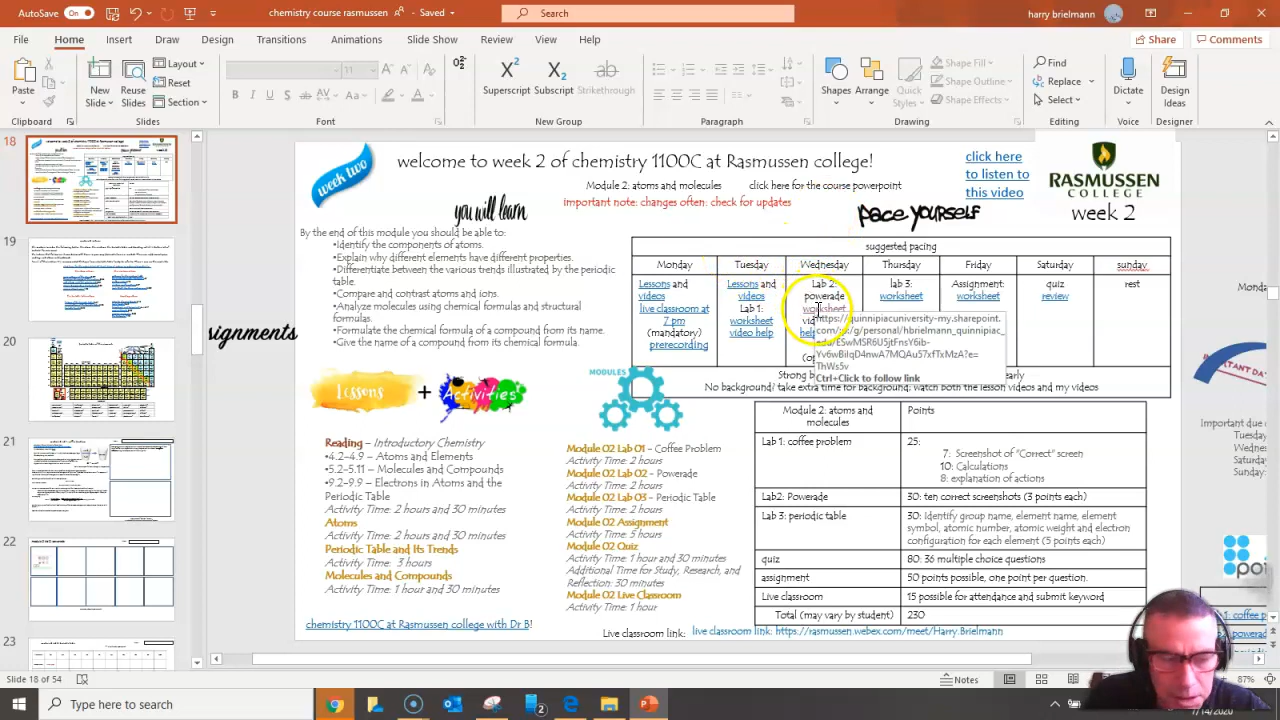 AutoSave On
chemistry course rasmussen - Saved
Search
harry brielmann
File Home Insert Draw Design Transitions Animations Slide Show Review View Help
Share Comments
Paste
New Slide
Reuse Slides
Layout
Reset
Section
Superscript Subscript Strikethrough
Shapes Arrange Quick Styles
Shape Fill
Shape Outline
Shape Effects
Find
Replace
Select
Dictate
Design Ideas
Clipboard Slides Font New Group Paragraph Drawing Editing Voice Designer
18
19
20
21
22
23
signments
week two
welcome to week 2 of chemistry 1100C at Rasmussen college!
Module 2: atoms and molecules click here for the course powerpoint
important note: changes often: check for updates
click here
to listen to
this video
RASMUSSEN
COLLEGE
week 2
you will learn
pace yourself
By the end of this module you should be able to:
•Identify the components of atoms.
•Explain why different elements have different properties.
•Differentiate between the various trends illustrated by the periodic
table.
•Compare and contrast atoms and ions.
•Analyze molecules using chemical formulas and structural
formulas.
•Formulate the chemical formula of a compound from its name.
•Give the name of a compound from its chemical formula.
suggested pacing
Monday Tuesday Wednesday Thursday Friday Saturday sunday
Lessons and
videos
live classroom at
7 pm
(mandatory)
prerecording
Lessons and
videos
Lab 1:
worksheet
video help
Lab 2:
powerade
worksheet
lab 3:
worksheet
Assignment:
worksheet
quiz
review
rest
https://quinnipiacuniversity-my.sharepoint.
com/:p:/g/personal/hbrielmann_quinnipiac_
Ctrl+Click to follow link
No background/ take extra time for background; watch both the lesson videos and my videos
Lessons + Activities
MODULES
Reading – Introductory Chemistry
•4.2-4.9 – Atoms and Elements
•5.2-5.11 – Molecules and Compounds
•9.2-9.9 – Electrons in Atoms and the
Periodic Table
Activity Time: 2 hours and 30 minutes
Atoms
Activity Time: 2 hours and 30 minutes
Periodic Table and Its Trends
Activity Time: 3 hours
Molecules and Compounds
Activity Time: 1 hour and 30 minutes
Module 02 Lab 01 - Coffee Problem
Activity Time: 2 hours
Module 02 Lab 02 - Powerade
Activity Time: 2 hours
Module 02 Lab 03 - Periodic Table
Activity Time: 2 hours
Module 02 Assignment
Activity Time: 5 hours
Module 02 Quiz
Activity Time: 1 hour and 30 minutes
Additional Time for Study, Research, and
Reflection: 30 minutes
Module 02 Live Classroom
Activity Time: 1 hour
Module 2: atoms and molecules Points
Lab 1: coffee problem 25:
7: Screenshot of "Correct" screen
10: Calculations
8: explanation of actions
Lab2: Powerade 30: ten correct screenshots (3 points each)
Lab 3: periodic table 30: Identify group name, element name, element
symbol, atomic number, atomic weight and electron
configuration for each element (5 points each)
quiz 80: 36 multiple choice questions
assignment 50 points possible, one point per question.
Live classroom 15 possible for attendance and submit keyword
Total (may vary by student) 230
chemistry 1100C at Rasmussen college with Dr B!
Live classroom link: live classroom link: https://rasmussen.webex.com/meet/Harry.Brielmann
Important due
Slide 18 of 54
Notes
87%
Type here to search
7/14/2020